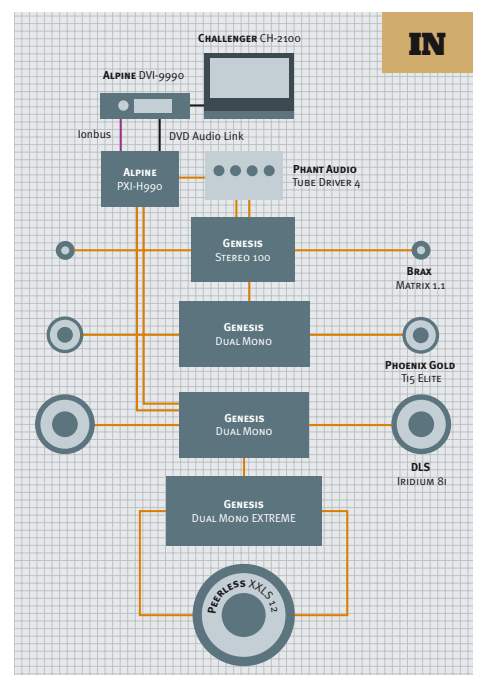 IN
Challenger CH-2100
Alpine DVI-9990
Ionbus
DVD Audio Link
Alpine
PXI-H990
Phant Audio
Tube Driver 4
Genesis
Stereo 100
Brax
Matrix 1.1
Genesis
Dual Mono
Phoenix Gold
Ti5 Elite
Genesis
Dual Mono
DLS
Iridium 8i
Genesis
Dual Mono EXTREME
Peerless XXLS 12